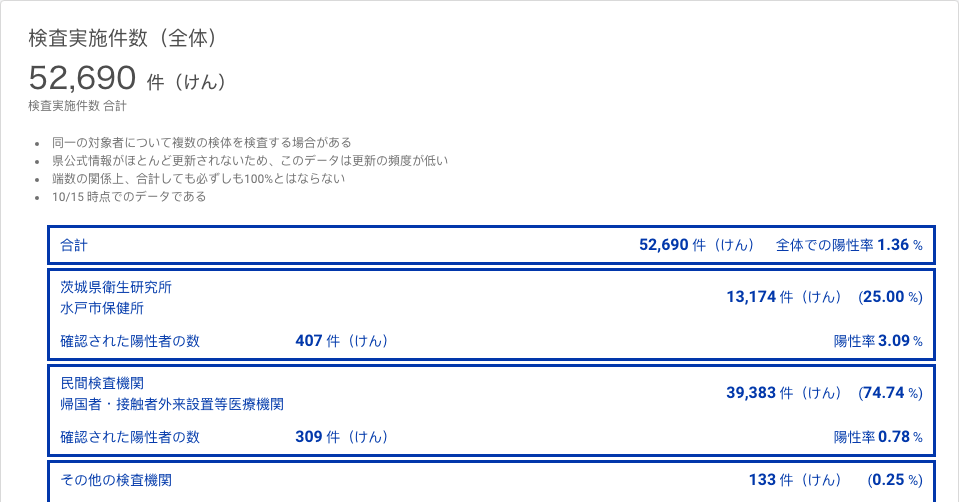 検査実施件数（全体）
52,690 件（けん）
検査実施件数 合計
同一の対象者について複数の検体を検査する場合がある
県公式情報がほとんど更新されないため、このデータは更新の頻度が低い
端数の関係上、合計しても必ずしも100%とはならない
10/15 時点でのデータである
合計 52,690 件（けん） 全体での陽性率 1.36 %
茨城県衛生研究所
水戸市保健所
13,174 件（けん） (25.00 %)
確認された陽性者の数 407 件（けん） 陽性率 3.09 %
民間検査機関
帰国者・接触者外来設置等医療機関
39,383 件（けん） (74.74 %)
確認された陽性者の数 309 件（けん） 陽性率 0.78 %
その他の検査機関 133 件（けん） (0.25 %)